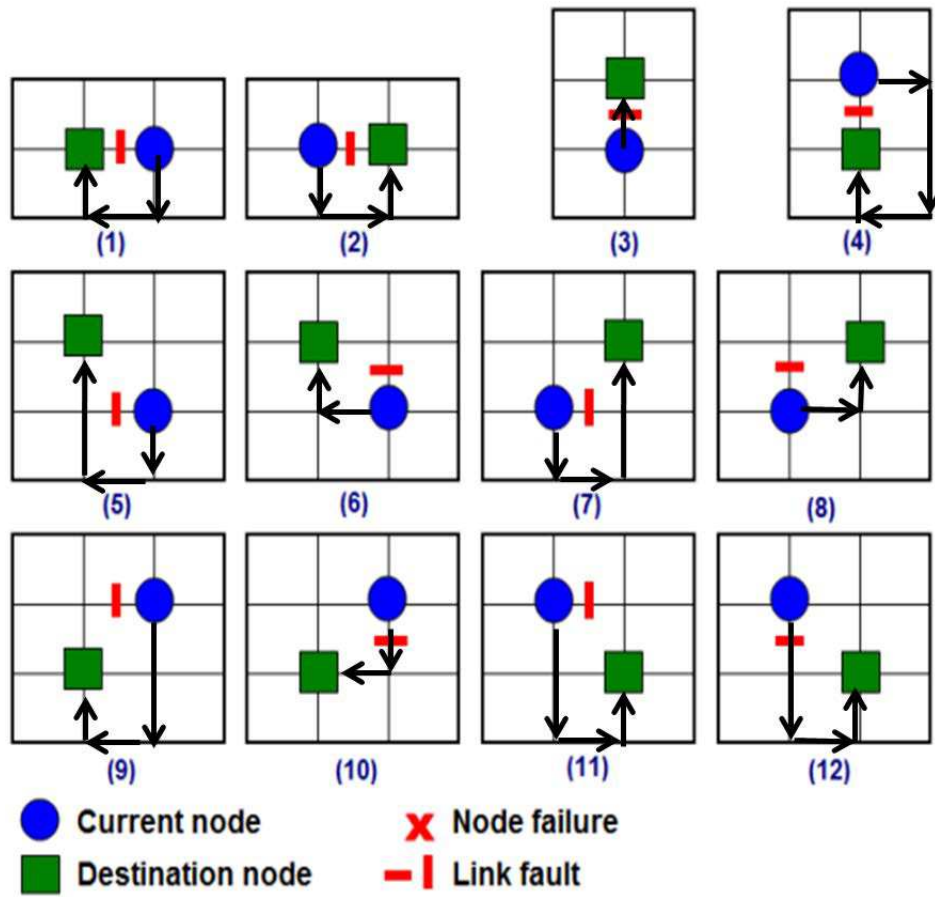 (1) (2) (3) (4)
(5) (6) (7) (8)
(9) (10) (11) (12)
Current node x Node failure
Destination node Link fault